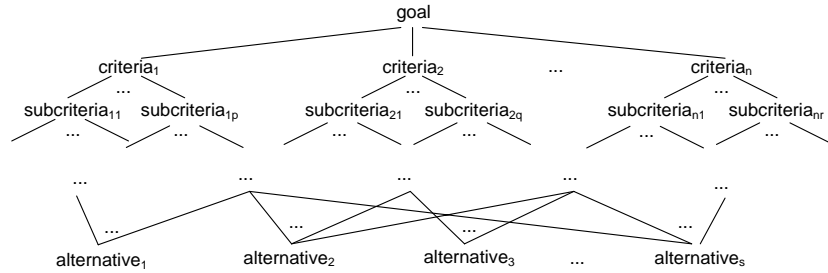 goal
criteria₁ criteria₂ ... criteriaₙ
... ... ...
subcriteria₁₁ subcriteria₁ₚ subcriteria₂₁ subcriteria₂q subcriteriaₙ₁ subcriteriaₙᵣ
... ... ... ... ... ...
... ... ... ... ...
... ... ... ...
alternative₁ alternative₂ alternative₃ ... alternativeₛ